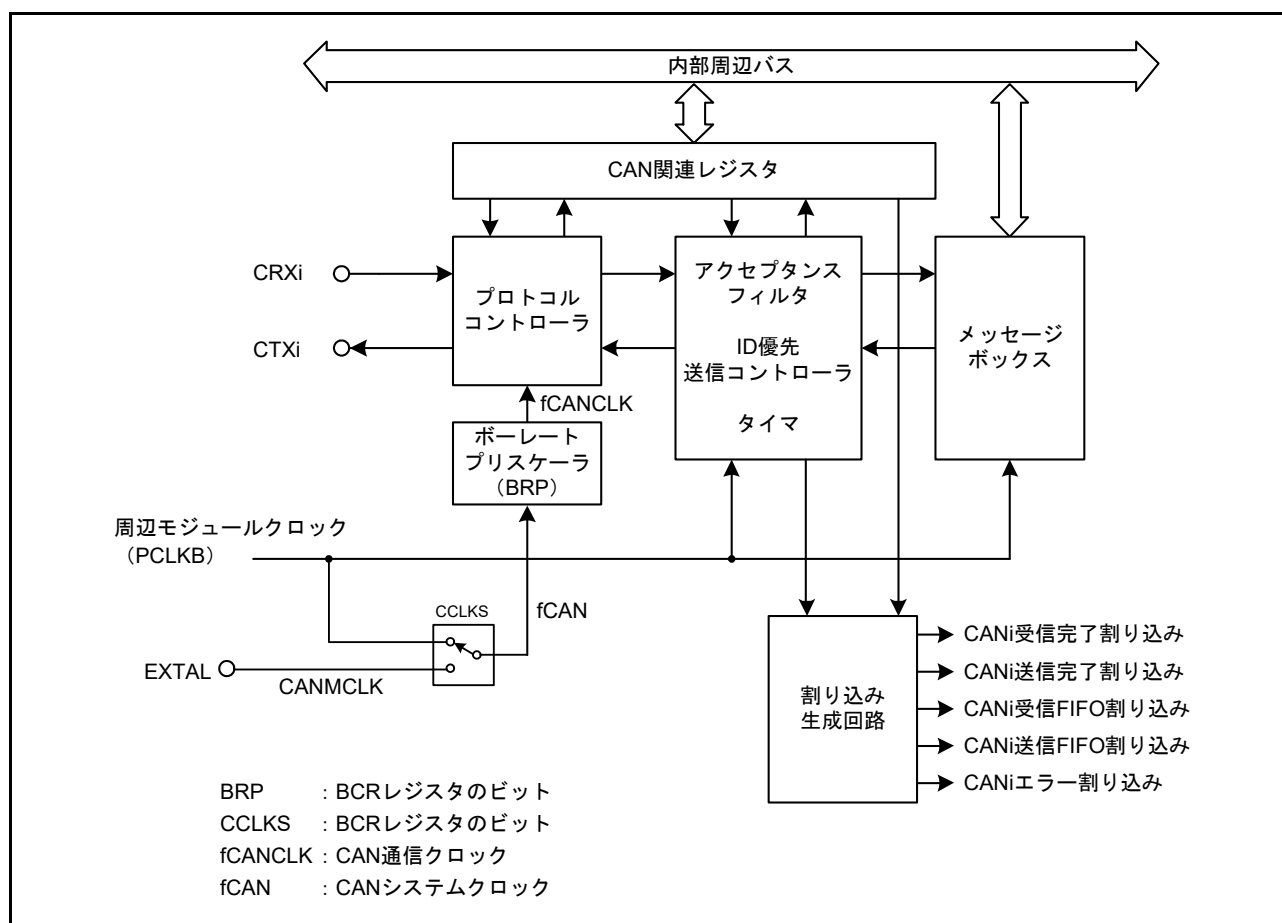 内部周辺バス
CAN関連レジスタ
CRXi
CTXi
プロトコル
コントローラ
アクセプタンス
フィルタ
ID優先
送信コントローラ
タイマ
メッセージ
ボックス
fCANCLK
ボーレート
プリスケーラ
（BRP）
周辺モジュールクロック
（PCLKB）
CCLKS
fCAN
EXTAL
CANMCLK
割り込み
生成回路
CANi受信完了割り込み
CANi送信完了割り込み
CANi受信FIFO割り込み
CANi送信FIFO割り込み
CANiエラー割り込み
BRP : BCRレジスタのビット
CCLKS : BCRレジスタのビット
fCANCLK : CAN通信クロック
fCAN : CANシステムクロック